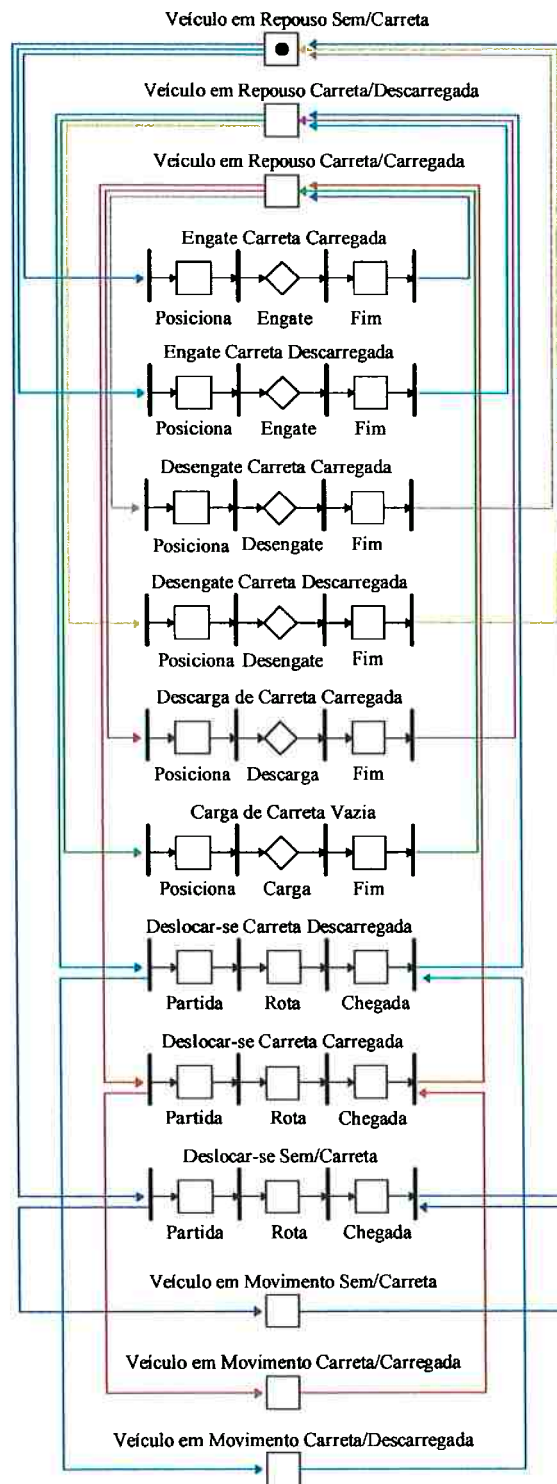 Veículo em Repouso Sem/Carreta
Veículo em Repouso Carreta/Descarregada
Veículo em Repouso Carreta/Carregada
Engate Carreta Carregada
Posiciona Engate Fim
Engate Carreta Descarregada
Posiciona Engate Fim
Desengate Carreta Carregada
Posiciona Desengate Fim
Desengate Carreta Descarregada
Posiciona Desengate Fim
Descarga de Carreta Carregada
Posiciona Descarga Fim
Carga de Carreta Vazia
Posiciona Carga Fim
Deslocar-se Carreta Descarregada
Partida Rota Chegada
Deslocar-se Carreta Carregada
Partida Rota Chegada
Deslocar-se Sem/Carreta
Partida Rota Chegada
Veículo em Movimento Sem/Carreta
Veículo em Movimento Carreta/Carregada
Veículo em Movimento Carreta/Descarregada